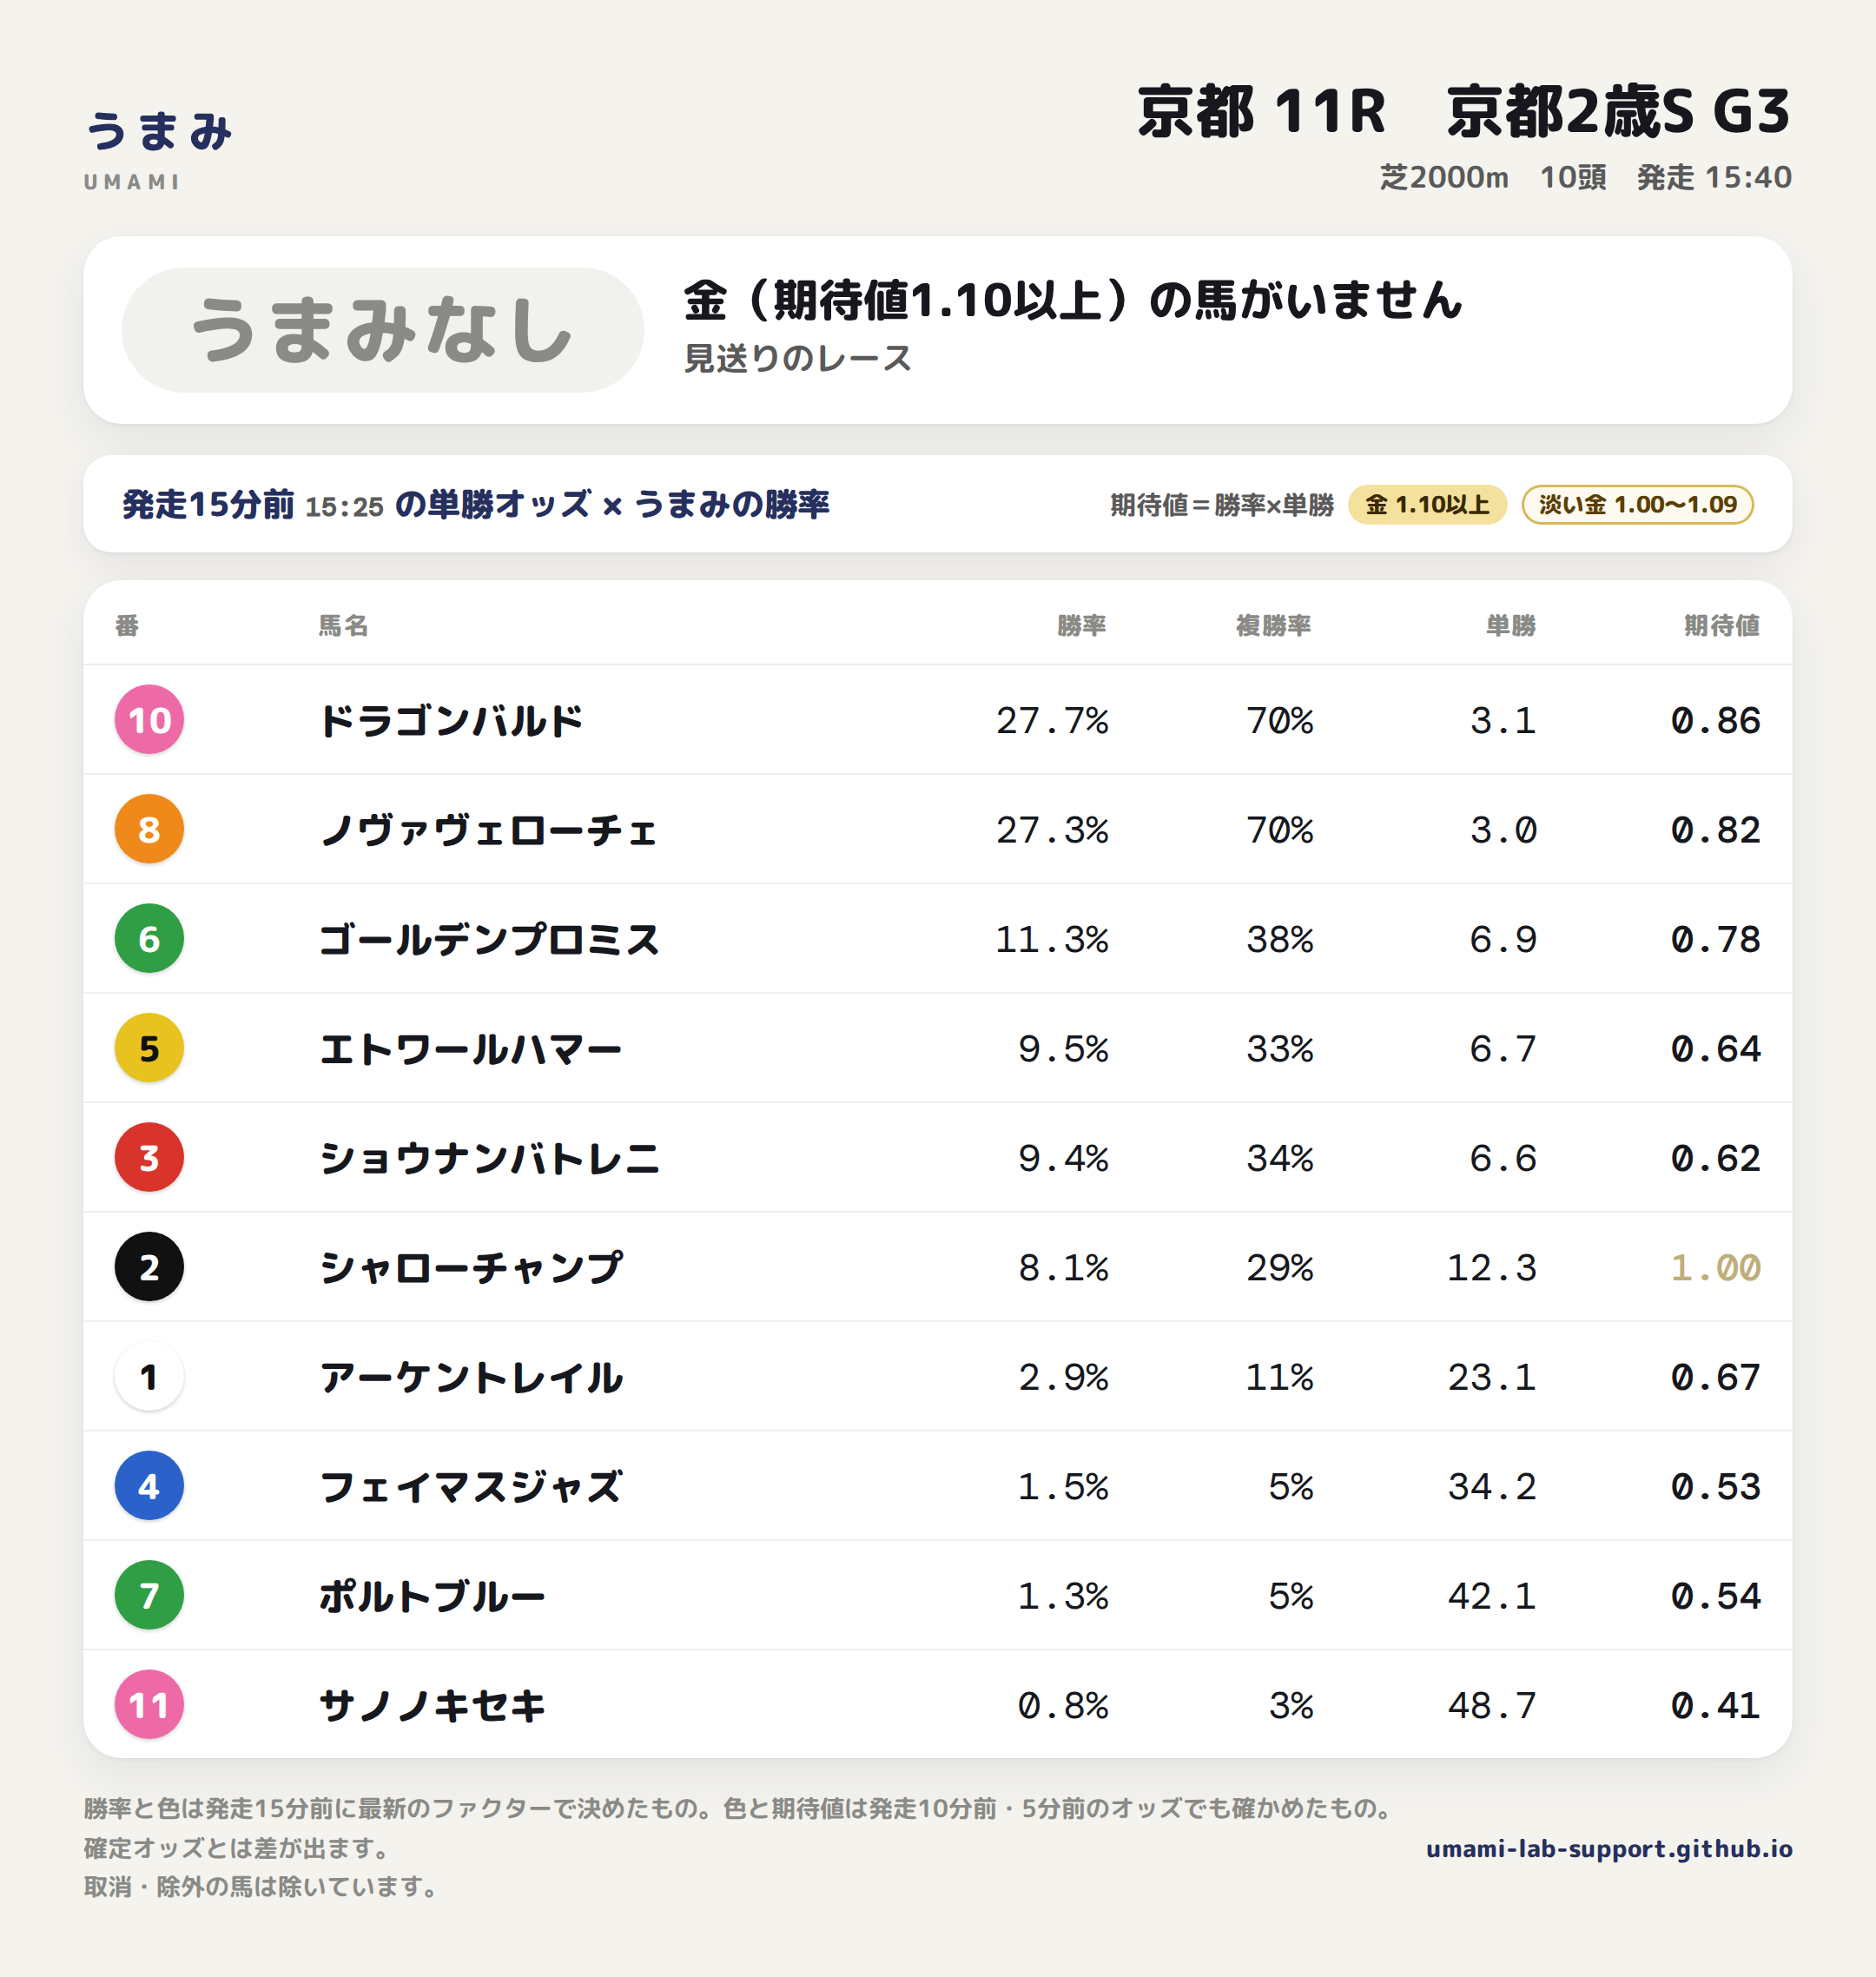 うまみ
UMAMI
京都 11R 京都2歳S G3
芝2000m 10頭 発走 15:40
うまみなし
金（期待値1.10以上）の馬がいません
見送りのレース
発走15分前 15:25 の単勝オッズ × うまみの勝率
期待値＝勝率×単勝 金 1.10以上 淡い金 1.00〜1.09
番 馬名 勝率 複勝率 単勝 期待値
10 ドラゴンバルド 27.7% 70% 3.1 0.86
8 ノヴァヴェローチェ 27.3% 70% 3.0 0.82
6 ゴールデンプロミス 11.3% 38% 6.9 0.78
5 エトワールハマー 9.5% 33% 6.7 0.64
3 ショウナンバトレニ 9.4% 34% 6.6 0.62
2 シャローチャンプ 8.1% 29% 12.3 1.00
1 アーケントレイル 2.9% 11% 23.1 0.67
4 フェイマスジャズ 1.5% 5% 34.2 0.53
7 ポルトブルー 1.3% 5% 42.1 0.54
11 サノノキセキ 0.8% 3% 48.7 0.41
勝率と色は発走15分前に最新のファクターで決めたもの。色と期待値は発走10分前・5分前のオッズでも確かめたもの。
確定オッズとは差が出ます。
取消・除外の馬は除いています。
umami-lab-support.github.io